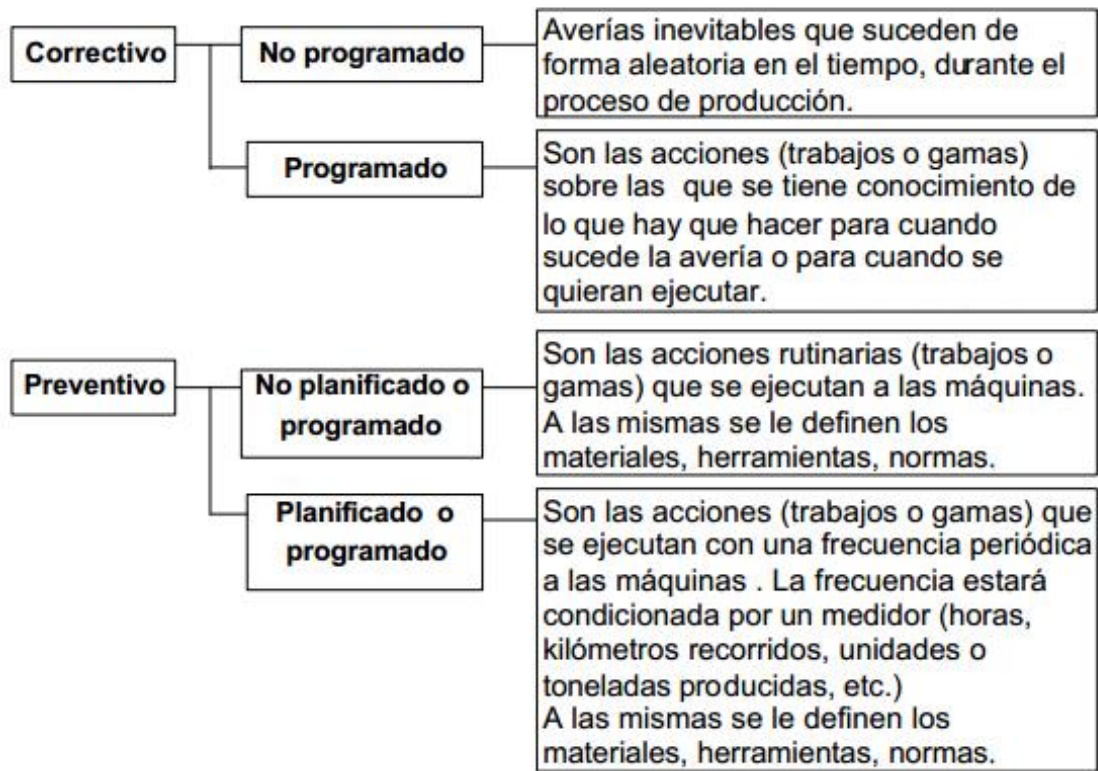 Correctivo
No programado
Averías inevitables que suceden de
forma aleatoria en el tiempo, durante el
proceso de producción.
Programado
Son las acciones (trabajos o gamas)
sobre las que se tiene conocimiento de
lo que hay que hacer para cuando
sucede la avería o para cuando se
quieran ejecutar.
Preventivo
No planificado o
programado
Son las acciones rutinarias (trabajos o
gamas) que se ejecutan a las máquinas.
A las mismas se le definen los
materiales, herramientas, normas.
Planificado o
programado
Son las acciones (trabajos o gamas) que
se ejecutan con una frecuencia periódica
a las máquinas . La frecuencia estará
condicionada por un medidor (horas,
kilómetros recorridos, unidades o
toneladas producidas, etc.)
A las mismas se le definen los
materiales, herramientas, normas.